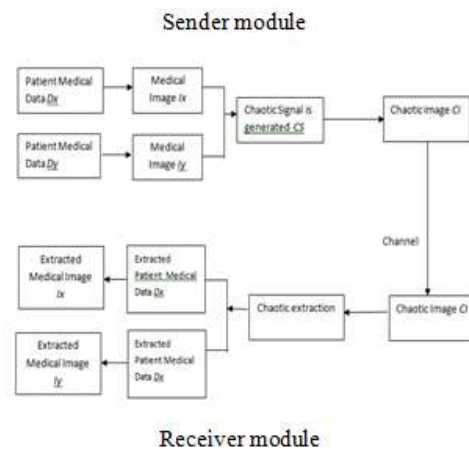 Sender module
Patient Medical
Data Dx
Medical
Image Ix
Chaotic Signal is
generated CS
Chaotic image CI
Patient Medical
Data Dy
Medical
Image Iy
Channel
Extracted
Medical Image
Ix
Extracted
Patient Medical
Data Dx
Chaotic extraction
Chaotic Image CI
Extracted
Medical Image
Iy
Extracted
Patient Medical
Data Dx
Receiver module